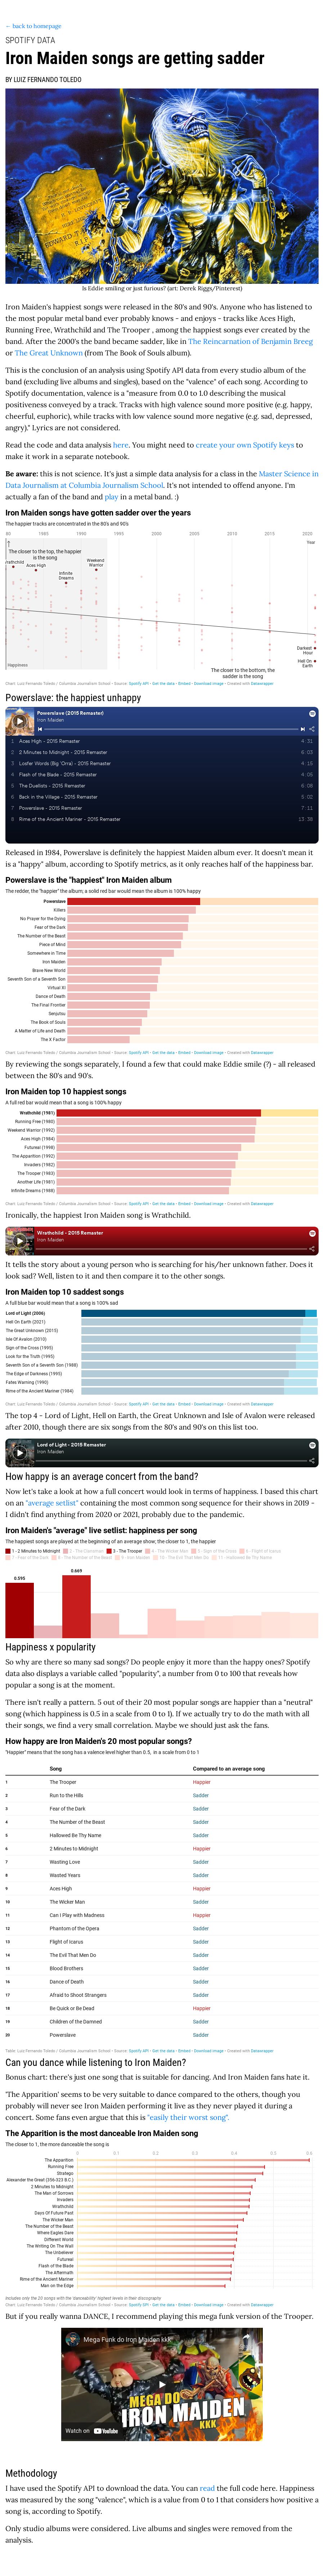 ← back to homepage
SPOTIFY DATA
Iron Maiden songs are getting sadder
BY LUIZ FERNANDO TOLEDO
Is Eddie smiling or just furious? (art: Derek Riggs/Pinterest)
Iron Maiden's happier songs were released in the 80's and 90's. Anyone who has listened to
the most popular metal band ever probably knows - and enjoys - tracks like Aces High,
Running Free, Wrathchild and The Trooper , among the happiest songs ever created by the
band. After the 2000's the band became sadder, like in The Reincarnation of Benjamin Breeg
or The Great Unknown (from The Book of Souls album).
This is the conclusion of an analysis using Spotify API data from every studio album of the
band (excluding live albums and singles), based on the "valence" of each song. According to
Spotify documentation, valence is a "measure from 0.0 to 1.0 describing the musical
positiveness conveyed by a track. Tracks with high valence sound more positive (e.g. happy,
cheerful, euphoric), while tracks with low valence sound more negative (e.g. sad, depressed,
angry)." Lyrics are not considered.
Read the code and data analysis here. You might need to create your own Spotify keys to
make it work in a separate notebook.
Be aware: this is not science. It's just a simple data analysis for a class in the Master Science in
Data Journalism at Columbia Journalism School. It's not intended to offend anyone. I'm
actually a fan of the band and play in a metal band. :)
Iron Maiden songs have gotten sadder over the years
The happier tracks are concentrated in the 80's and 90's
80 1985 1990 1995 2000 2005 2010 2015 2020
Year
The closer to the top, the happier
is the song
Wrathchild
Aces High
Infinite
Dreams
Weekend
Warrior
Darkest
Hour
Hell On
Earth
Happiness
The closer to the bottom, the
sadder is the song
Chart: Luiz Fernando Toledo / Columbia Journalism School • Source: Spotify API • Get the data • Embed • Download image • Created with Datawrapper
Powerslave: the happiest unhappy
Powerslave (2015 Remaster)
Iron Maiden
1 Aces High - 2015 Remaster 4:31
2 2 Minutes to Midnight - 2015 Remaster 6:03
3 Losfer Words (Big 'Orra) - 2015 Remaster 4:15
4 Flash of the Blade - 2015 Remaster 4:05
5 The Duellists - 2015 Remaster 6:08
6 Back in the Village - 2015 Remaster 5:02
7 Powerslave - 2015 Remaster 7:11
8 Rime of the Ancient Mariner - 2015 Remaster 13:38
Released in 1984, Powerslave is definitely the happiest Maiden album ever. It doesn't mean it
is a "happy" album, according to Spotify metrics, as it only reaches half of the happiness bar.
Powerslave is the "happiest" Iron Maiden album
The redder, the "happier" the album; a solid red bar would mean the album is 100% happy
Powerslave
Killers
No Prayer for the Dying
Fear of the Dark
The Number of the Beast
Piece of Mind
Somewhere in Time
Iron Maiden
Brave New World
Seventh Son of a Seventh Son
Virtual XI
Dance of Death
The Final Frontier
Senjutsu
The Book of Souls
A Matter of Life and Death
The X Factor
Chart: Luiz Fernando Toledo / Columbia Journalism School • Source: Spotify API • Get the data • Embed • Download image • Created with Datawrapper
By reviewing the songs separately, I found a few that could make Eddie smile (?) - all released
between the 80's and 90's.
Iron Maiden top 10 happiest songs
A full red bar would mean that a song is 100% happy
Wrathchild (1981)
Running Free (1980)
Weekend Warrior (1992)
Aces High (1984)
Futureal (1998)
The Apparition (1992)
Invaders (1982)
The Trooper (1983)
Another Life (1981)
Infinite Dreams (1988)
Chart: Luiz Fernando Toledo / Columbia Journalism School • Source: Spotify API • Get the data • Embed • Download image • Created with Datawrapper
Ironically, the happiest Iron Maiden song is Wrathchild.
Wrathchild - 2015 Remaster
Iron Maiden
It tells the story about a young person who is searching for his/her unknown father. Does it
look sad? Well, listen to it and then compare it to the other songs.
Iron Maiden top 10 saddest songs
A full blue bar would mean that a song is 100% sad
Lord of Light (2006)
Hell On Earth (2021)
The Great Unknown (2015)
Isle Of Avalon (2010)
Sign of the Cross (1995)
Look for the Truth (1995)
Seventh Son of a Seventh Son (1988)
The Edge of Darkness (1995)
Fates Warning (1990)
Rime of the Ancient Mariner (1984)
Chart: Luiz Fernando Toledo / Columbia Journalism School • Source: Spotify API • Get the data • Embed • Download image • Created with Datawrapper
The top 4 - Lord of Light, Hell on Earth, the Great Unknown and Isle of Avalon were released
after 2010, though there are six songs from the 80's and 90's on this list too.
Lord of Light - 2015 Remaster
Iron Maiden
How happy is an average concert from the band?
Now let's take a look at how a full concert would look in terms of happiness. I based this chart
on an "average setlist" containing their most common song sequence for their shows in 2019 - I
didn't find anything from 2020 or 2021, probably due to the pandemic.
Iron Maiden's "average" live setlist: happiness per song
The happiest songs are played in the beginning of an average show; the closer to 1, the happier
1 - 2 Minutes to Midnight 2 - The Clansman 3 - The Trooper 4 - The Wicker Man 5 - Sign of the Cross 6 - Flight of Icarus
7 - Fear of the Dark 8 - The Number of the Beast 9 - Iron Maiden 10 - The Evil That Men Do 11 - Hallowed Be Thy Name
0.595
0.669
Happiness x popularity
So why are there so many sad songs? Do people enjoy it more than the happy ones? Spotify
data also displays a variable called "popularity", a number from 0 to 100 that reveals how
popular a song is at the moment.
There isn't really a pattern. 5 out of their 20 most popular songs are happier than a "neutral"
song (which happiness is 0.5 in a scale from 0 to 1). If we actually try to do the math with all
their songs, we find a very small correlation. Maybe we should just ask the fans.
How happy are Iron Maiden's 20 most popular songs?
"Happier" means that the song has a valence level higher than 0.5, in a scale from 0 to 1
Song Compared to an average song
1 The Trooper Happier
2 Run to the Hills Sadder
3 Fear of the Dark Sadder
4 The Number of the Beast Sadder
5 Hallowed Be Thy Name Sadder
6 2 Minutes to Midnight Happier
7 Wasting Love Sadder
8 Wasted Years Sadder
9 Aces High Happier
10 The Wicker Man Sadder
11 Can I Play with Madness Happier
12 Phantom of the Opera Sadder
13 Flight of Icarus Sadder
14 The Evil That Men Do Sadder
15 Blood Brothers Sadder
16 Dance of Death Sadder
17 Afraid to Shoot Strangers Sadder
18 Be Quick or Be Dead Happier
19 Children of the Damned Sadder
20 Powerslave Sadder
Table: Luiz Fernando Toledo / Columbia Journalism School • Source: Spotify API • Get the data • Embed • Download image • Created with Datawrapper
Can you dance while listening to Iron Maiden?
Bonus chart: there's just one song that is suitable for dancing. And Iron Maiden fans hate it.
'The Apparition' seems to be very suitable to dance compared to the others, though you
probably will never see Iron Maiden performing it live as they never played it during a
concert. Some fans even argue that this is "easily their worst song".
The Apparition is the most danceable Iron Maiden song
The closer to 1, the more danceable the song is
0 0.1 0.2 0.3 0.4 0.5 0.6
The Apparition
Running Free
Stratego
Alexander the Great (356-323 B.C.)
2 Minutes to Midnight
The Man of Sorrows
Invaders
Wrathchild
Days Of Future Past
The Wicker Man
The Number of the Beast
Where Eagles Dare
Different World
The Writing On The Wall
The Unbeliever
Futureal
Flash of the Blade
The Aftermath
Rime of the Ancient Mariner
Man on the Edge
Includes only the 20 songs with the 'danceability' highest levels in their discography
Chart: Luiz Fernando Toledo / Columbia Journalism School • Source: Spotify API • Get the data • Embed • Download image • Created with Datawrapper
But if you really wanna DANCE, I recommend playing this mega funk version of the Trooper.
Mega Funk do Iron Maiden kkk
MEGA DO
IRON MAIDEN
KKK
Watch on YouTube
Methodology
I have used the Spotify API to download the data. You can read the full code here. Happiness
was measured by the song "valency", which is a value from 0 to 1 that considers how positive a
song is, according to Spotify.
Only studio albums were considered. Live albums and singles were removed from the
analysis.